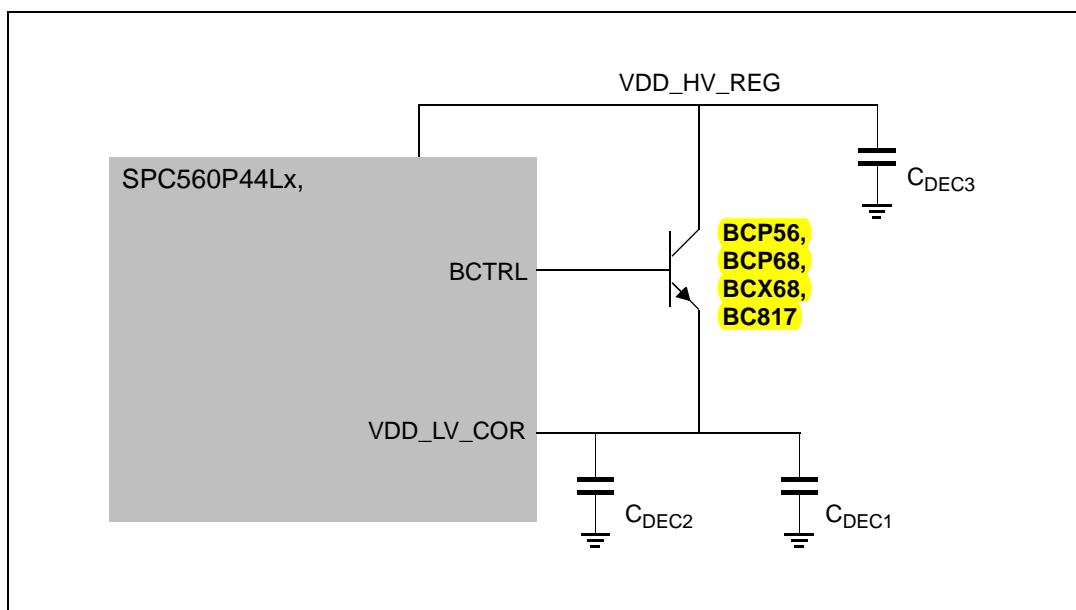 VDD_HV_REG
SPC560P44Lx,
CDEC3
BCP56,
BCP68,
BCX68,
BC817
BCTRL
VDD_LV_COR
CDEC2
CDEC1